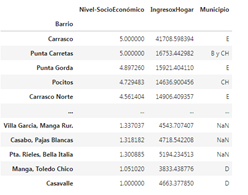 Nivel-SocioEconómico IngresoxHogar Municipio
Barrio
Carrasco 5.000000 41708.598394 E
Punta Carretas 5.000000 16753.442982 B y CH
Punta Gorda 4.897260 15921.404110 E
Pocitos 4.729483 14636.900456 CH
Carrasco Norte 4.561404 14906.409357 E
... ... ... ...
Villa Garcia, Manga Rur. 1.337037 4543.707407 NaN
Casabo, Pajas Blancas 1.318182 4718.542208 NaN
Pta. Rieles, Bella Italia 1.300885 5194.234513 NaN
Manga, Toledo Chico 1.051020 3833.438776 D
Casavalle 1.000000 4663.377850 D